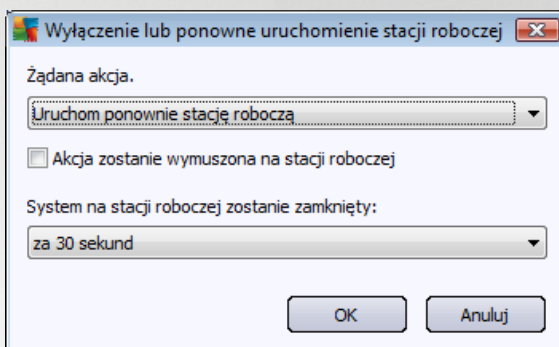 Wyłączenie lub ponowne uruchomienie stacji roboczej
Żądana akcja.
Uruchom ponownie stację roboczą
Akcja zostanie wymuszona na stacji roboczej
System na stacji roboczej zostanie zamknięty:
za 30 sekund
OK
Anuluj